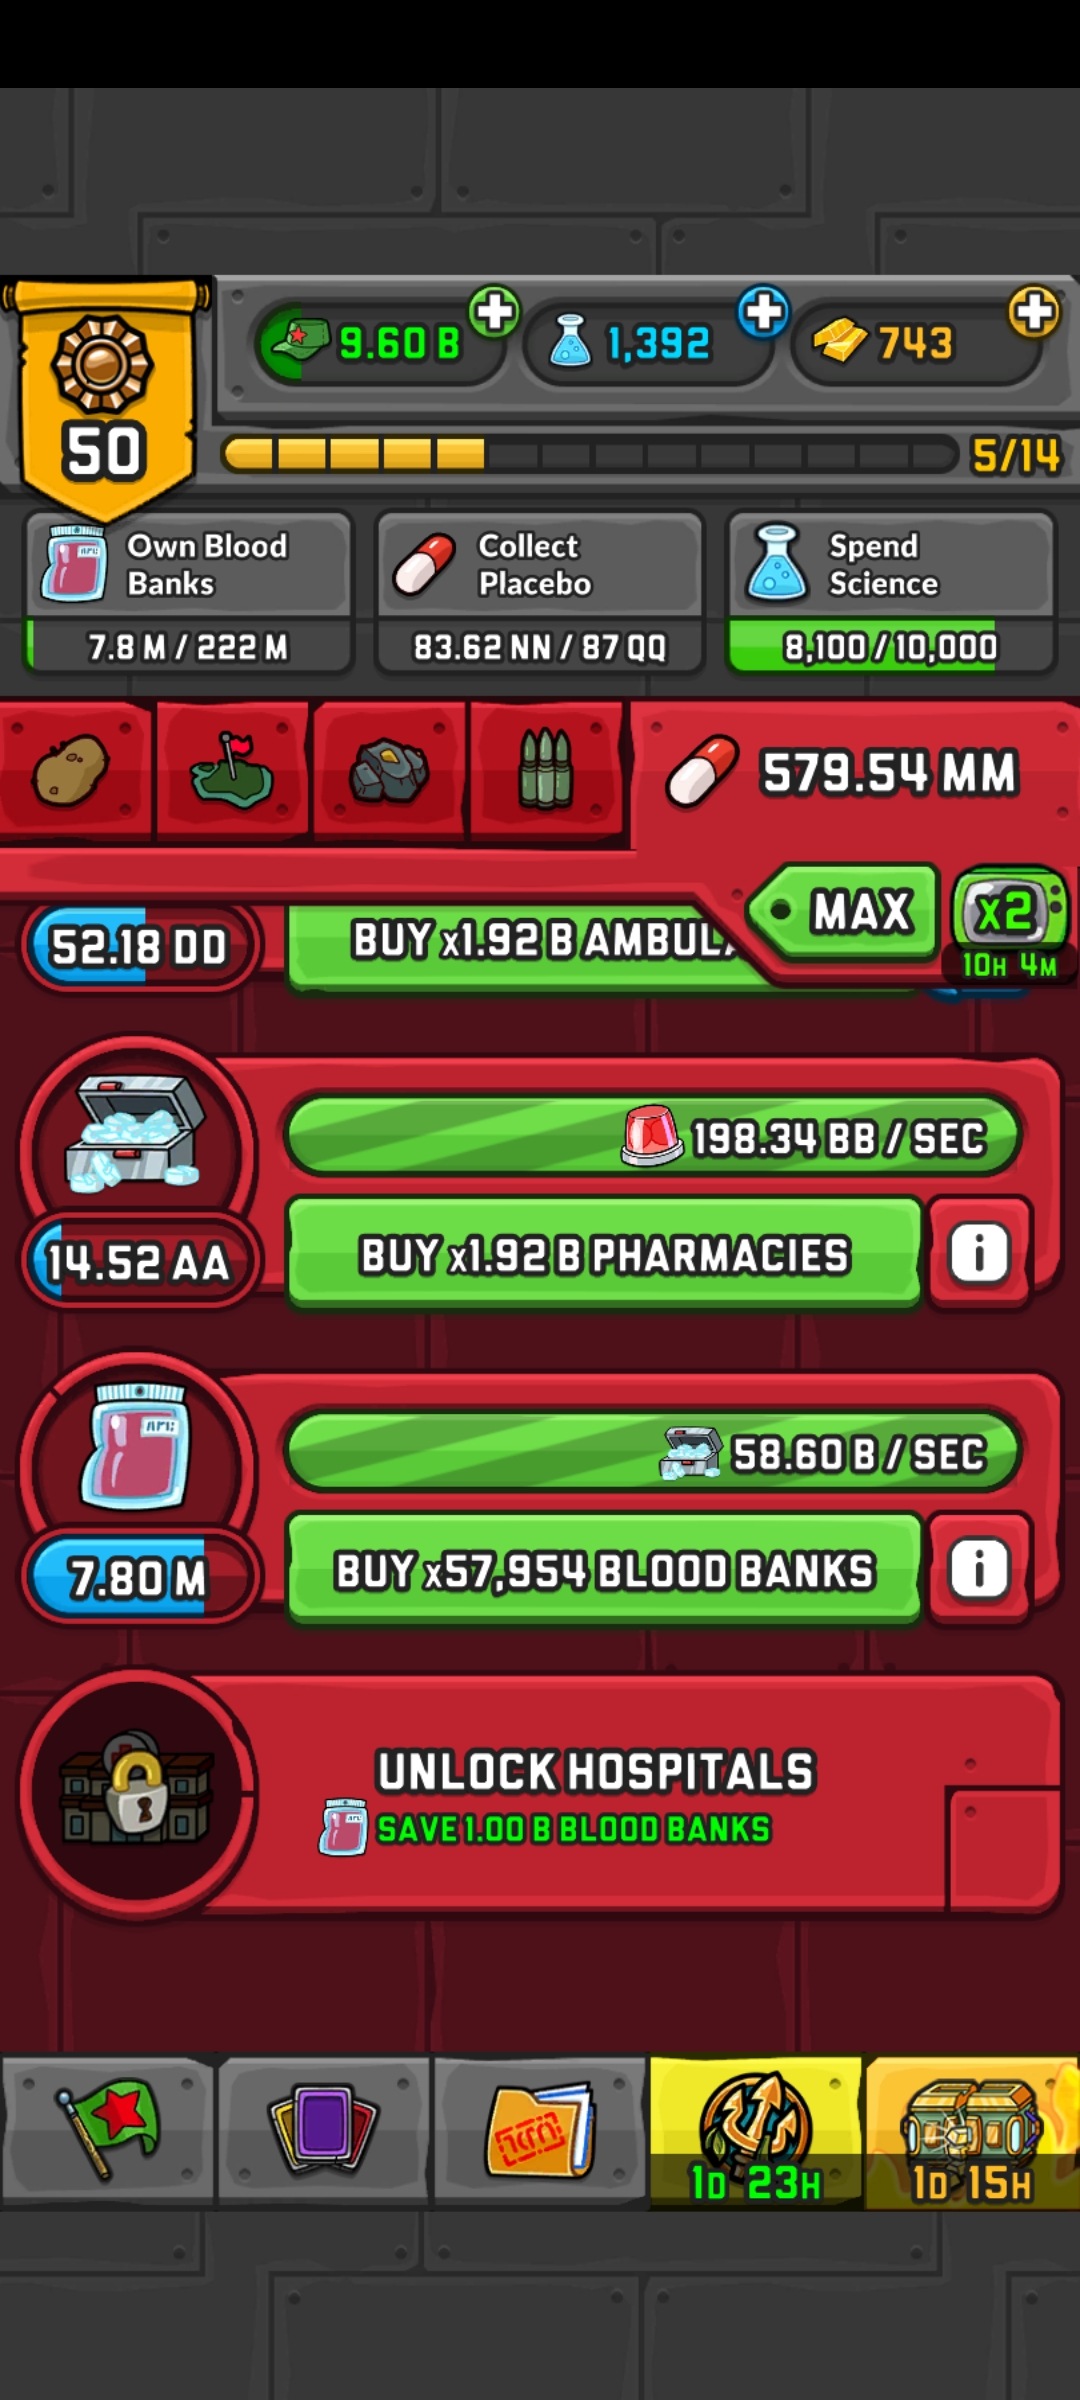 9.60 B
1,392
743
50
5/14
Own Blood
Banks
7.8 M / 222 M
Collect
Placebo
83.62 NN / 87 QQ
Spend
Science
8,100 / 10,000
579.54 MM
MAX
x2
10H 4M
52.18 DD
BUY x1.92 B
198.34 BB / SEC
14.52 AA
BUY x1.92 B PHARMACIES
i
58.60 B / SEC
7.80 M
BUY x57,954 BLOOD BANKS
i
UNLOCK HOSPITALS
SAVE 1.00 B BLOOD BANKS
1D 23H
1D 15H